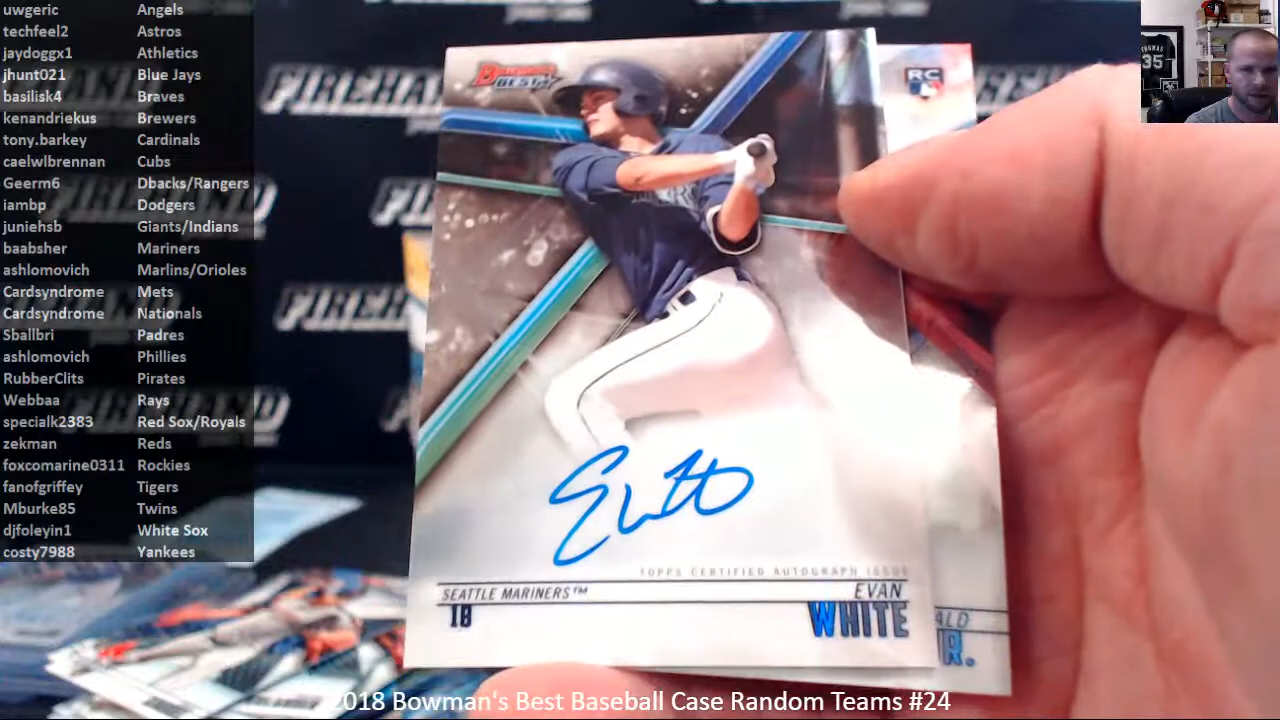 uwgeric Angels
techfeel2 Astros
jaydoggx1 Athletics
jhunt021 Blue Jays
basilisk4 Braves
kenandriekus Brewers
tony.barkey Cardinals
caelwlbrennan Cubs
Geerm6 Dbacks/Rangers
iambp Dodgers
juniehsb Giants/Indians
baabsher Mariners
ashlomovich Marlins/Orioles
Cardsyndrome Mets
Cardsyndrome Nationals
Sballbri Padres
ashlomovich Phillies
RubberClits Pirates
Webbaa Rays
specialk2383 Red Sox/Royals
zekman Reds
foxcomarine0311 Rockies
fanofgriffey Tigers
Mburke85 Twins
djfoleyin1 White Sox
costy7988 Yankees
FIREHAND
BOWMAN'S BEST
RC
35
TOPPS CERTIFIED AUTOGRAPH ISSUE
SEATTLE MARINERS™
1B
EVAN
WHITE
ALD
JR.
2018 Bowman's Best Baseball Case Random Teams #24